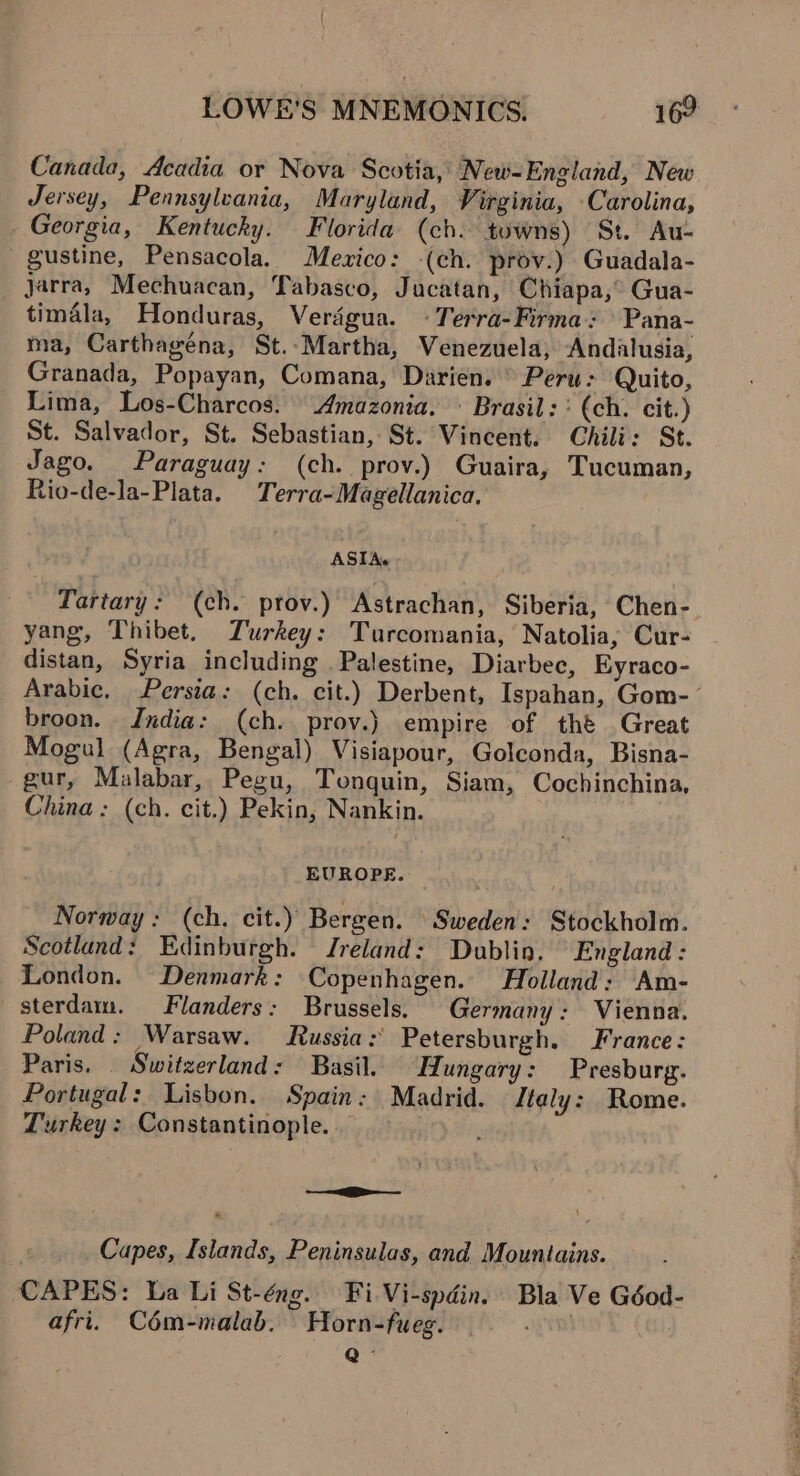 LOWE'S MNEMONICS. 169
Canada, Acadia or Nova Scotia, New-England, New
Jersey, Pennsylvania, Maryland, Virginia, Carolina,
Georgia, Kentucky. Florida (ch. towns) St. Au-
gustine, Pensacola. Mexico: (ch. prov.) Guadala-
jarra, Mechuacan, Tabasco, Jucatan, Chiapa, Gua-
timála, Honduras, Verágua. Terra-Firma: Pana-
ma, Carthagéna, St. Martha, Venezuela, Andalusia,
Granada, Popayan, Comana, Darien. Peru: Quito,
Lima, Los-Charcos. Amazonia. Brasil: (ch. cit.)
St. Salvador, St. Sebastian, St. Vincent. Chili: St.
Jago. Paraguay: (ch. prov.) Guaira, Tucuman,
Rio-de-la-Plata. Terra-Magellanica.
ASIA.
Tartary: (ch. prov.) Astrachan, Siberia, Chen-
yang, Thibet. Turkey: Turcomania, Natolia, Cur-
distan, Syria including Palestine, Diarbec, Eyraco-
Arabic. Persia: (ch. cit.) Derbent, Ispahan, Gom-
broon. India: (ch. prov.) empire of the Great
Mogul (Agra, Bengal) Visiapour, Golconda, Bisna-
gur, Malabar, Pegu, Tonquin, Siam, Cochinchina.
China: (ch. cit.) Pekin, Nankin.
EUROPE.
Norway: (ch. cit.) Bergen. Sweden: Stockholm.
Scotland: Edinburgh. Ireland: Dublin. England:
London. Denmark: Copenhagen. Holland: Am-
sterdam. Flanders: Brussels. Germany: Vienna.
Poland: Warsaw. Russia: Petersburgh. France:
Paris. Switzerland: Basil. Hungary: Presburg.
Portugal: Lisbon. Spain: Madrid. Italy: Rome.
Turkey: Constantinople.
Capes, Islands, Peninsulas, and Mountains.
CAPES: La Li St-éng. Fi Vi-spáin. Bla Ve Góod-
afri. Cóm-malab. Horn-fueg.
Q